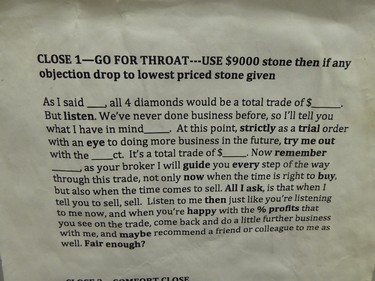 CLOSE 1—GO FOR THROAT---USE $9000 stone then if any
objection drop to lowest priced stone given
As I said ___, all 4 diamonds would be a total trade of $_____.
But listen. We've never done business before, so I'll tell you
what I have in mind_____. At this point, strictly as a trial order
with an eye to doing more business in the future, try me out
with the ____ct. It's a total trade of $_____. Now remember
______, as your broker I will guide you every step of the way
through this trade, not only now when the time is right to buy,
but also when the time comes to sell. All I ask, is that when I
tell you to sell, sell. Listen to me then just like you're listening
to me now, and when you're happy with the % profits that
you see on the trade, come back and do a little further business
with me, and maybe recommend a friend or colleague to me as
well. Fair enough?
CLOSE 2—COMFORT CLOSE